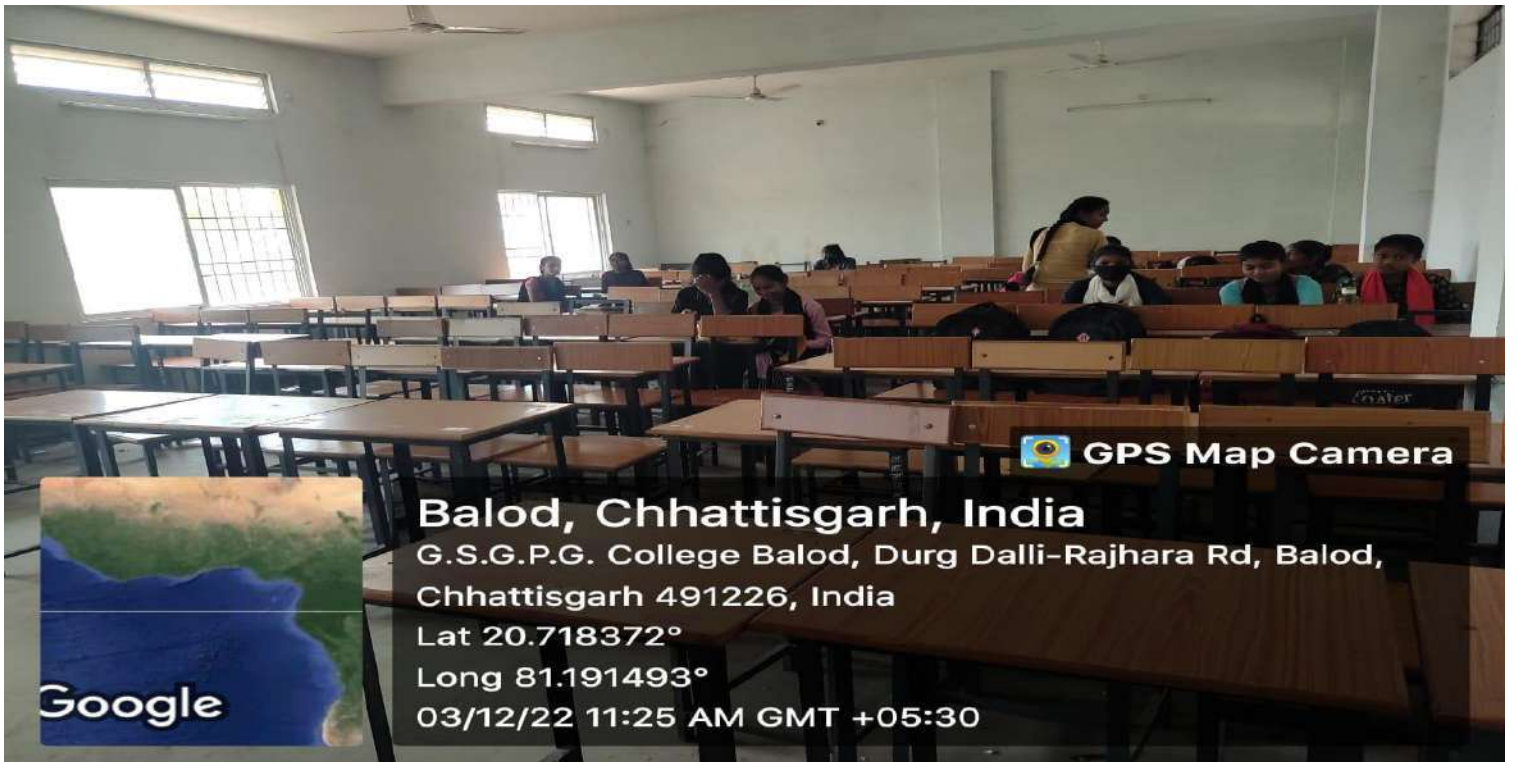 GPS Map Camera
Balod, Chhattisgarh, India
G.S.G.P.G. College Balod, Durg Dalli-Rajhara Rd, Balod,
Chhattisgarh 491226, India
Lat 20.718372°
Long 81.191493°
03/12/22 11:25 AM GMT +05:30
Google